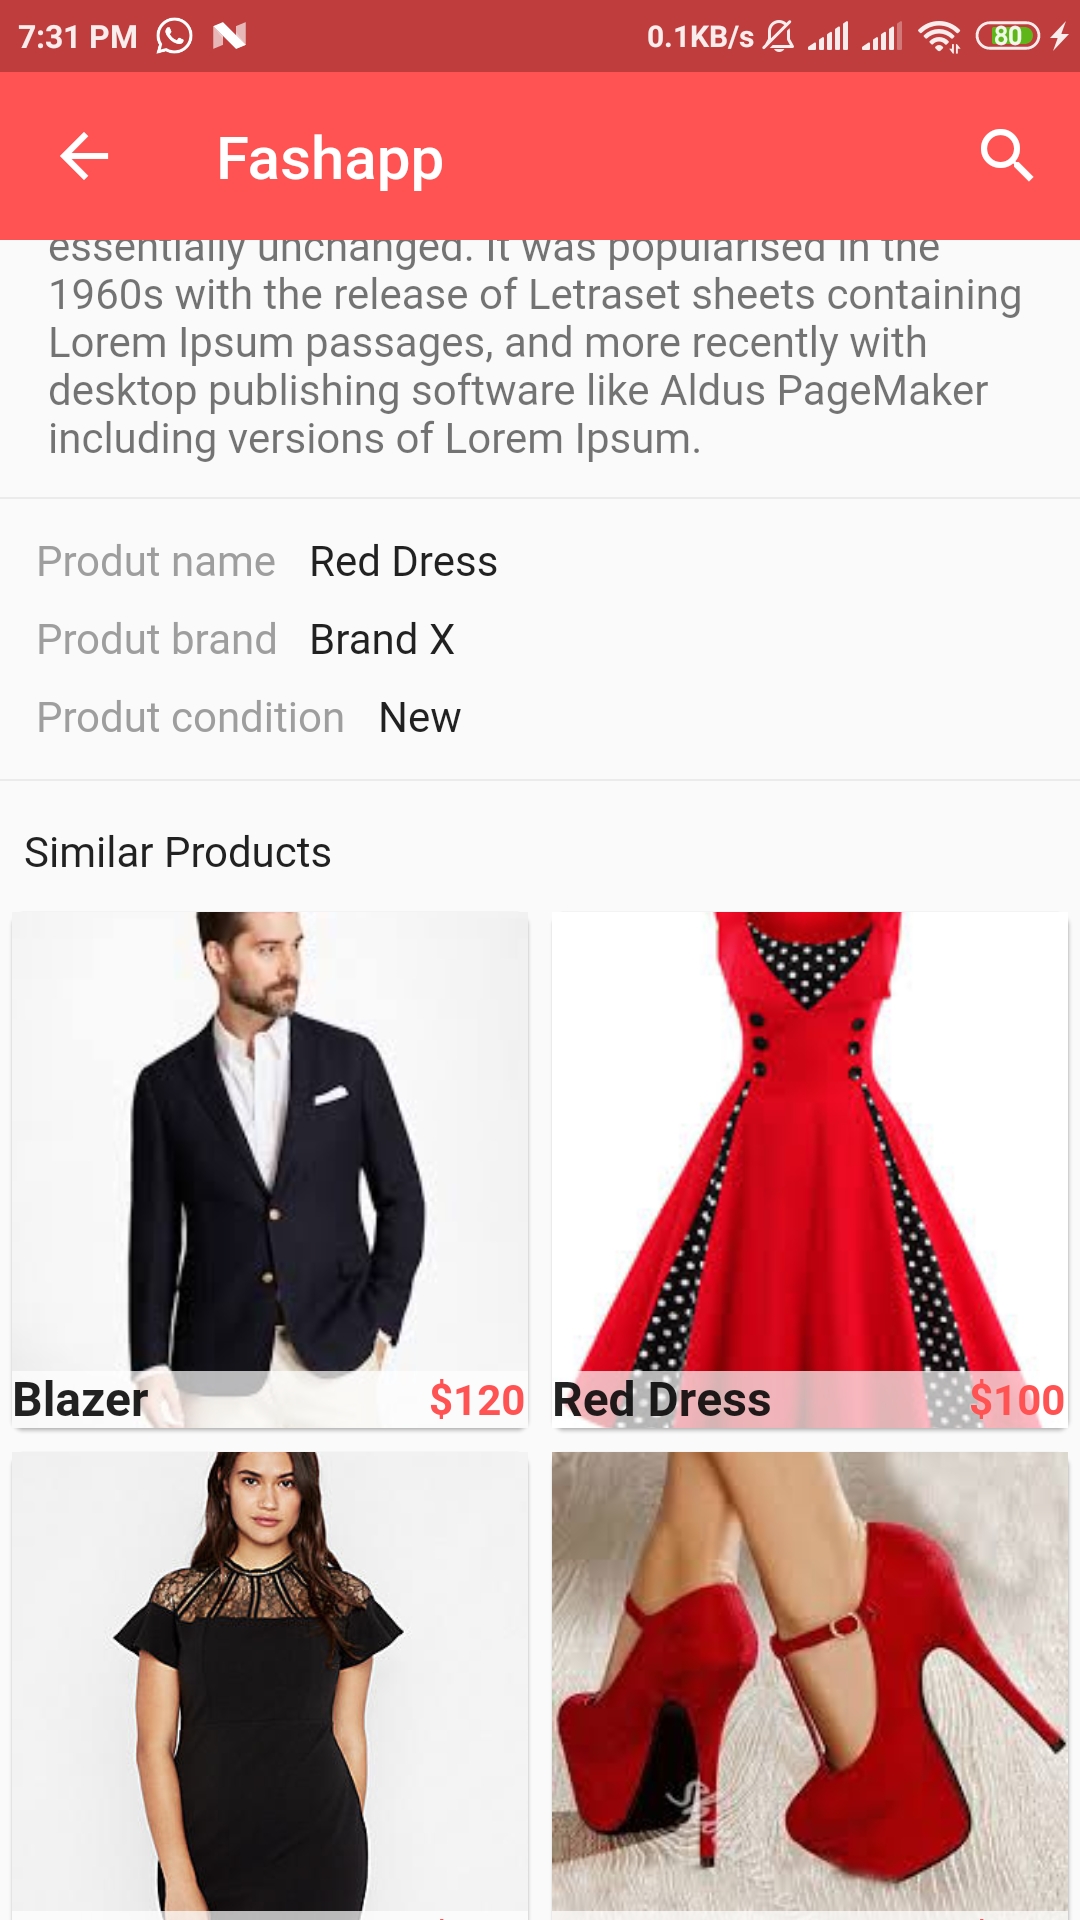 7:31 PM 0.1KB/s 80
Fashapp
essentially unchanged. It was popularised in the
1960s with the release of Letraset sheets containing
Lorem Ipsum passages, and more recently with
desktop publishing software like Aldus PageMaker
including versions of Lorem Ipsum.
Produt name Red Dress
Produt brand Brand X
Produt condition New
Similar Products
Blazer $120
Red Dress $100